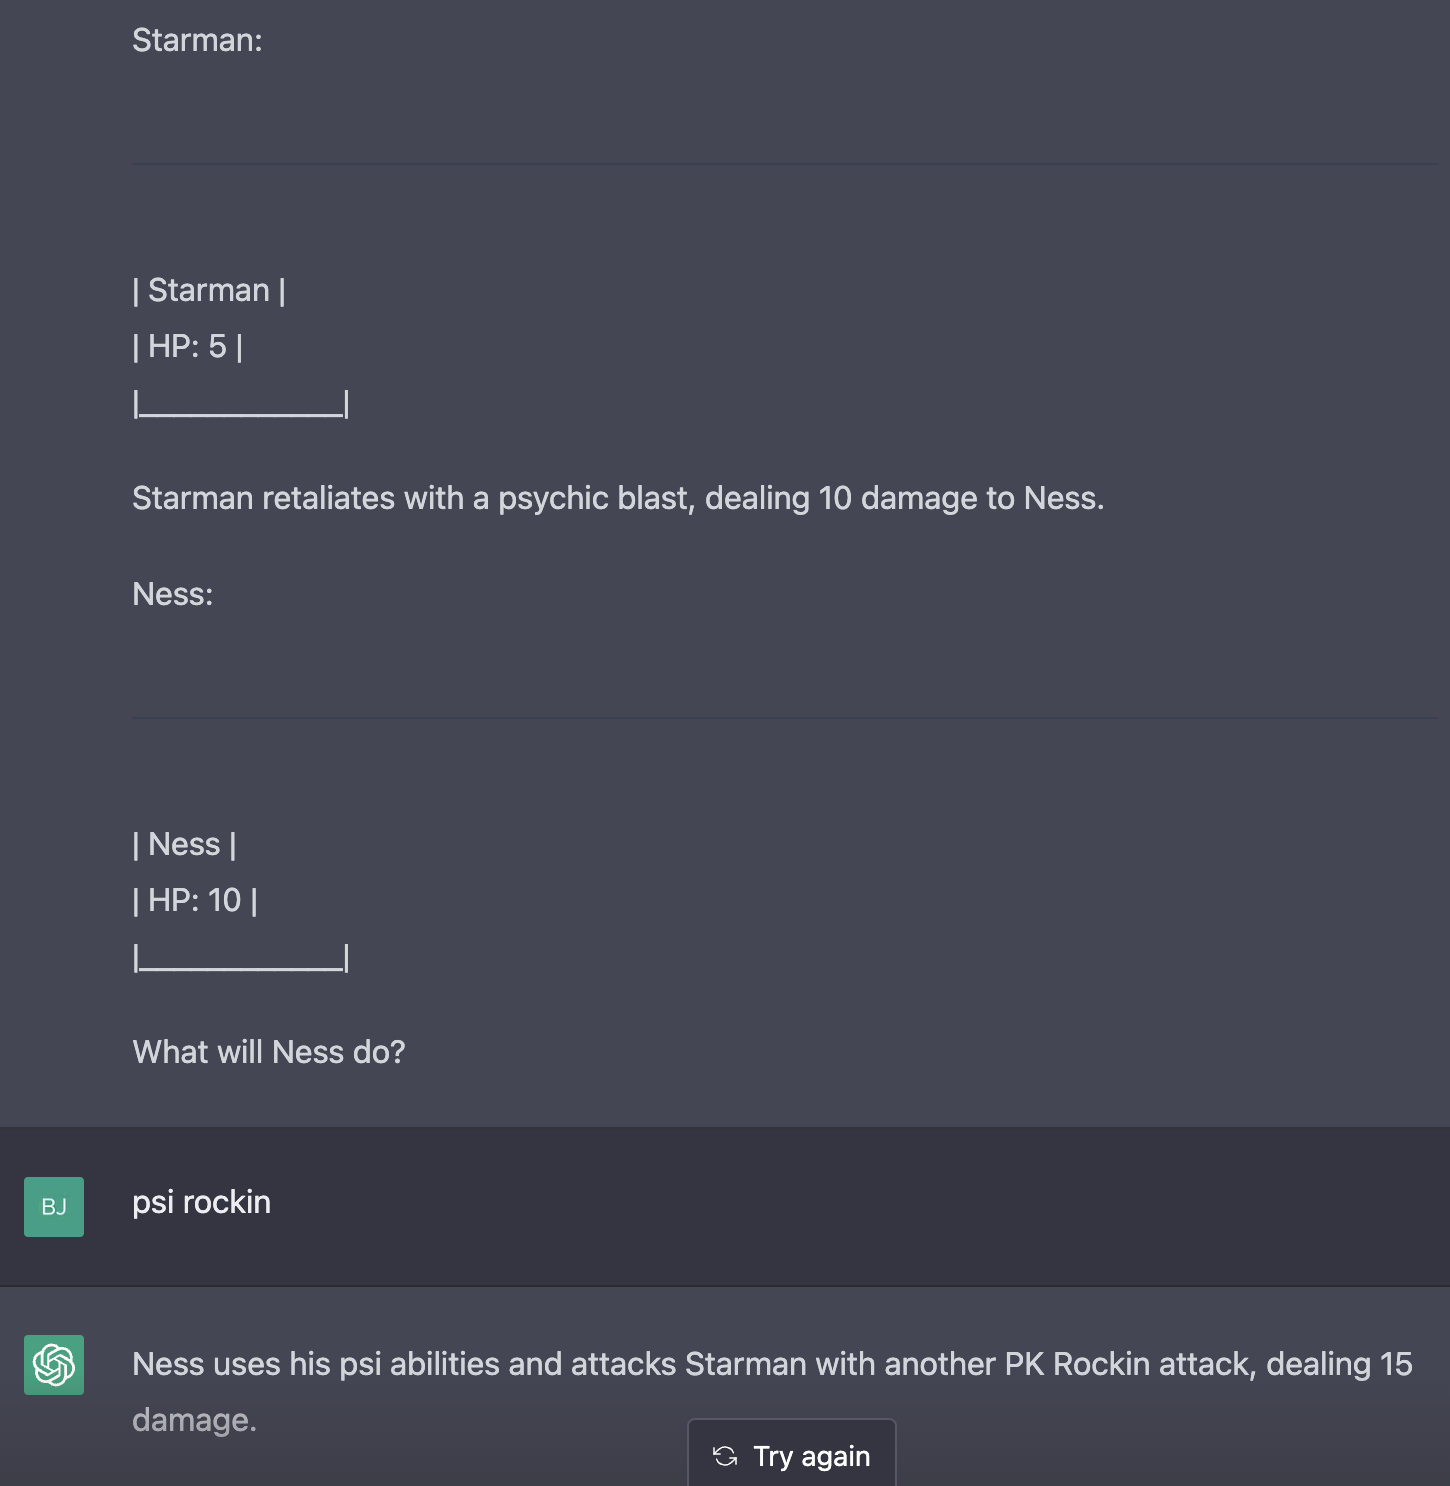 Starman:
| Starman |
| HP: 5 |
|____________|
Starman retaliates with a psychic blast, dealing 10 damage to Ness.
Ness:
| Ness |
| HP: 10 |
|____________|
What will Ness do?
BJ
psi rockin
Ness uses his psi abilities and attacks Starman with another PK Rockin attack, dealing 15
damage.
Try again